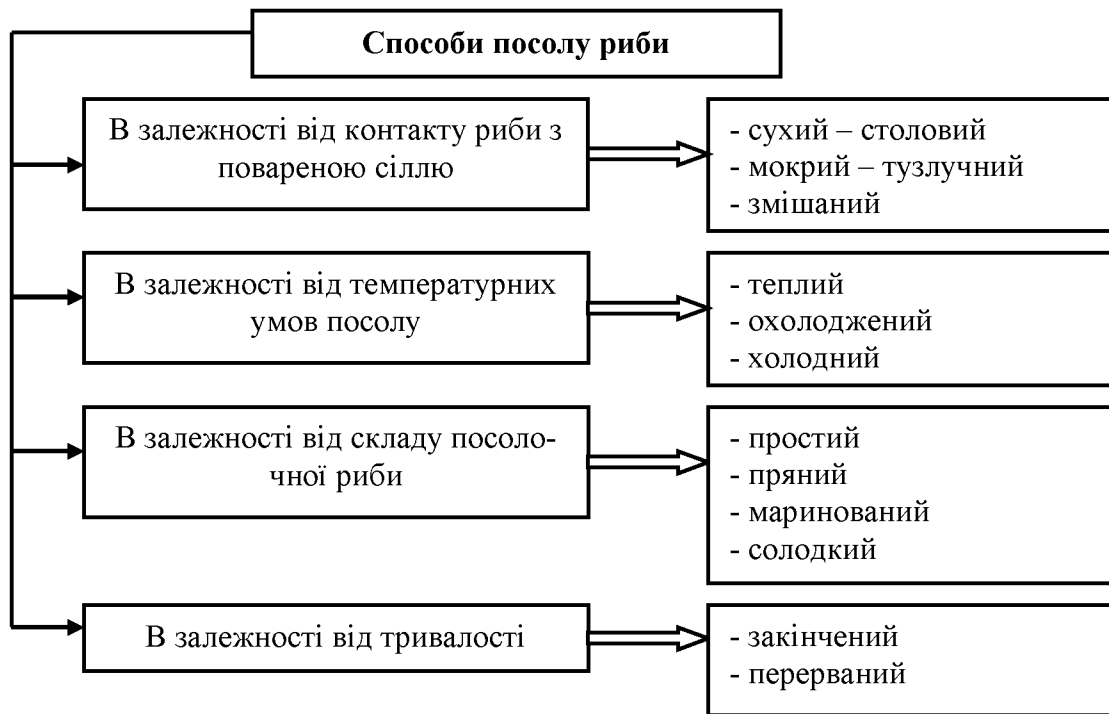 Способи посолу риби
В залежності від контакту риби з
повареною сіллю
- сухий – столовий
- мокрий – тузлучний
- змішаний
В залежності від температурних
умов посолу
- теплий
- охолоджений
- холодний
В залежності від складу посоло-
чної риби
- простий
- пряний
- маринований
- солодкий
В залежності від тривалості
- закінчений
- перерваний